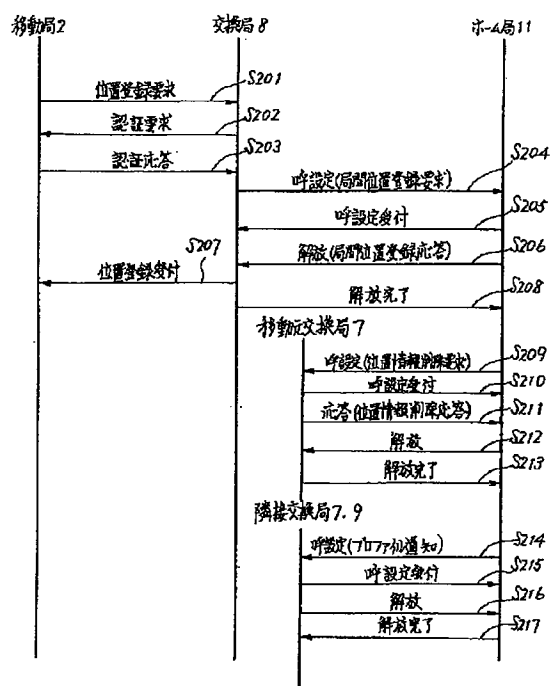 移動局2 交換局8 ホーム局11
S201
位置登録要求
S202
認証要求
S203
認証応答
S204
呼設定(局間位置登録要求)
S205
呼設定受付
S206
解放(局間位置登録応答)
S207
位置登録受付
S208
解放完了
移動元交換局7
S209
呼設定(位置情報削除要求)
S210
呼設定受付
S211
応答(位置情報削除応答)
S212
解放
S213
解放完了
隣接交換局7.9
S214
呼設定(プロファイル通知)
S215
呼設定受付
S216
解放
S217
解放完了